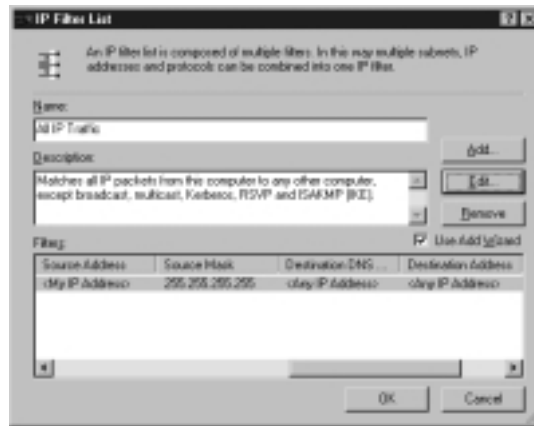 IP Filter List
An IP filter list is composed of multiple filters. In this way multiple subnets, IP
addresses and protocols can be combined into one IP filter.
Name:
All IP Traffic
Add...
Description:
Matches all IP packets from this computer to any other computer,
except broadcast, multicast, Kerberos, RSVP and ISAKMP (IKE).
Edit...
Remove
Filters:
Use Add Wizard
Source Address Source Mask Destination DNS ... Destination Address
<My IP Address> 255.255.255.255 <Any IP Address> <Any IP Address>
OK Cancel